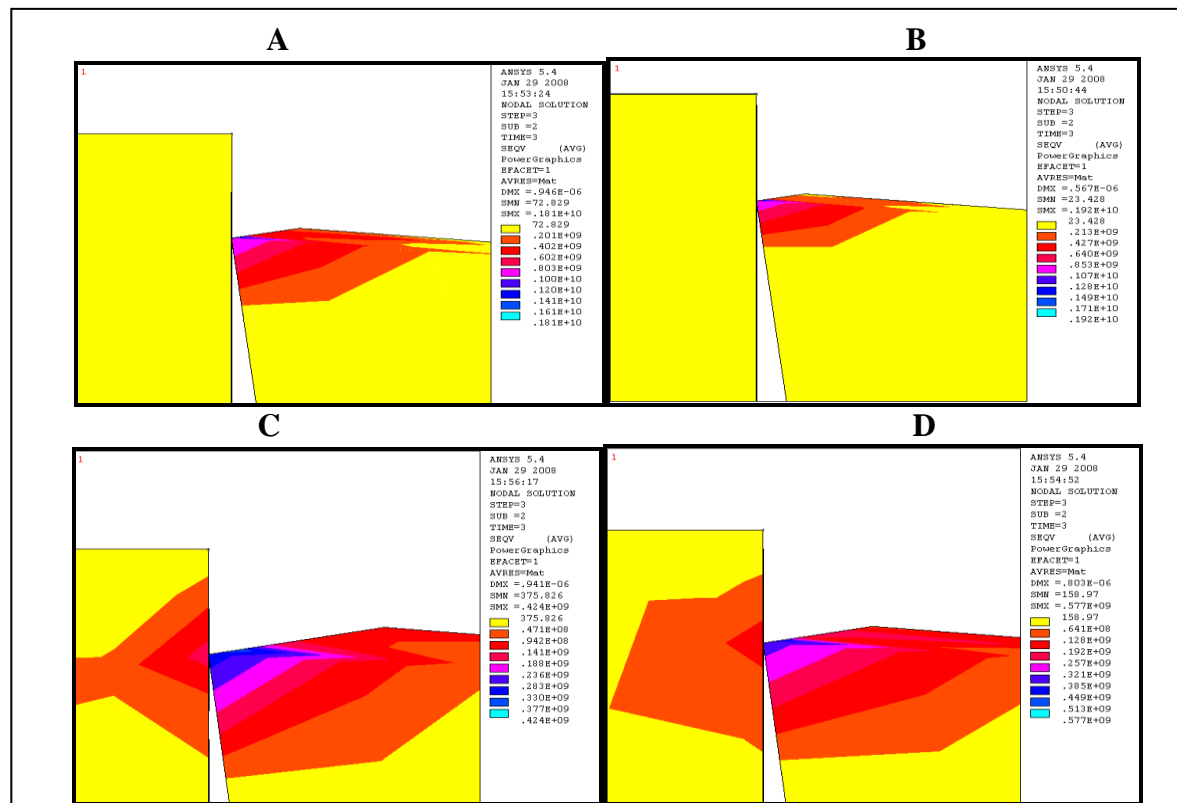 A
1
ANSYS 5.4
JAN 29 2008
15:53:24
NODAL SOLUTION
STEP=3
SUB =2
TIME=3
SEQV (AVG)
PowerGraphics
EFACET=1
AVRES=Mat
DMX =.946E-06
SMN =72.829
SMX =.181E+10
72.829
.201E+09
.402E+09
.602E+09
.803E+09
.100E+10
.120E+10
.141E+10
.161E+10
.181E+10
B
1
ANSYS 5.4
JAN 29 2008
15:50:44
NODAL SOLUTION
STEP=3
SUB =2
TIME=3
SEQV (AVG)
PowerGraphics
EFACET=1
AVRES=Mat
DMX =.567E-06
SMN =23.428
SMX =.192E+10
23.428
.213E+09
.427E+09
.640E+09
.853E+09
.107E+10
.128E+10
.149E+10
.171E+10
.192E+10
C
1
ANSYS 5.4
JAN 29 2008
15:56:17
NODAL SOLUTION
STEP=3
SUB =2
TIME=3
SEQV (AVG)
PowerGraphics
EFACET=1
AVRES=Mat
DMX =.941E-06
SMN =375.826
SMX =.424E+09
375.826
.471E+08
.942E+08
.141E+09
.188E+09
.236E+09
.283E+09
.330E+09
.377E+09
.424E+09
D
1
ANSYS 5.4
JAN 29 2008
15:54:52
NODAL SOLUTION
STEP=3
SUB =2
TIME=3
SEQV (AVG)
PowerGraphics
EFACET=1
AVRES=Mat
DMX =.803E-06
SMN =158.97
SMX =.577E+09
158.97
.641E+08
.128E+09
.192E+09
.257E+09
.321E+09
.385E+09
.449E+09
.513E+09
.577E+09